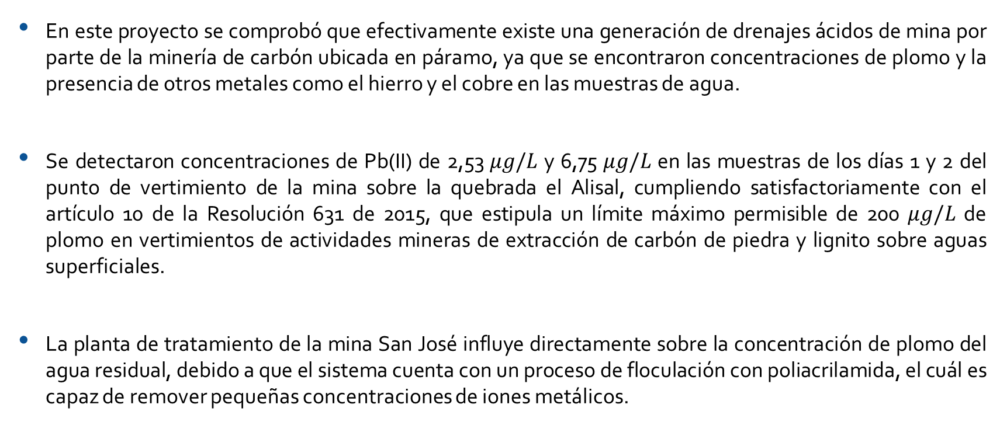 • En este proyecto se comprobó que efectivamente existe una generación de drenajes ácidos de mina por
parte de la minería de carbón ubicada en páramo, ya que se encontraron concentraciones de plomo y la
presencia de otros metales como el hierro y el cobre en las muestras de agua.
• Se detectaron concentraciones de Pb(II) de 2,53 μg/L y 6,75 μg/L en las muestras de los días 1 y 2 del
punto de vertimiento de la mina sobre la quebrada el Alisal, cumpliendo satisfactoriamente con el
artículo 10 de la Resolución 631 de 2015, que estipula un límite máximo permisible de 200 μg/L de
plomo en vertimientos de actividades mineras de extracción de carbón de piedra y lignito sobre aguas
superficiales.
• La planta de tratamiento de la mina San José influye directamente sobre la concentración de plomo del
agua residual, debido a que el sistema cuenta con un proceso de floculación con poliacrilamida, el cuál es
capaz de remover pequeñas concentraciones de iones metálicos.